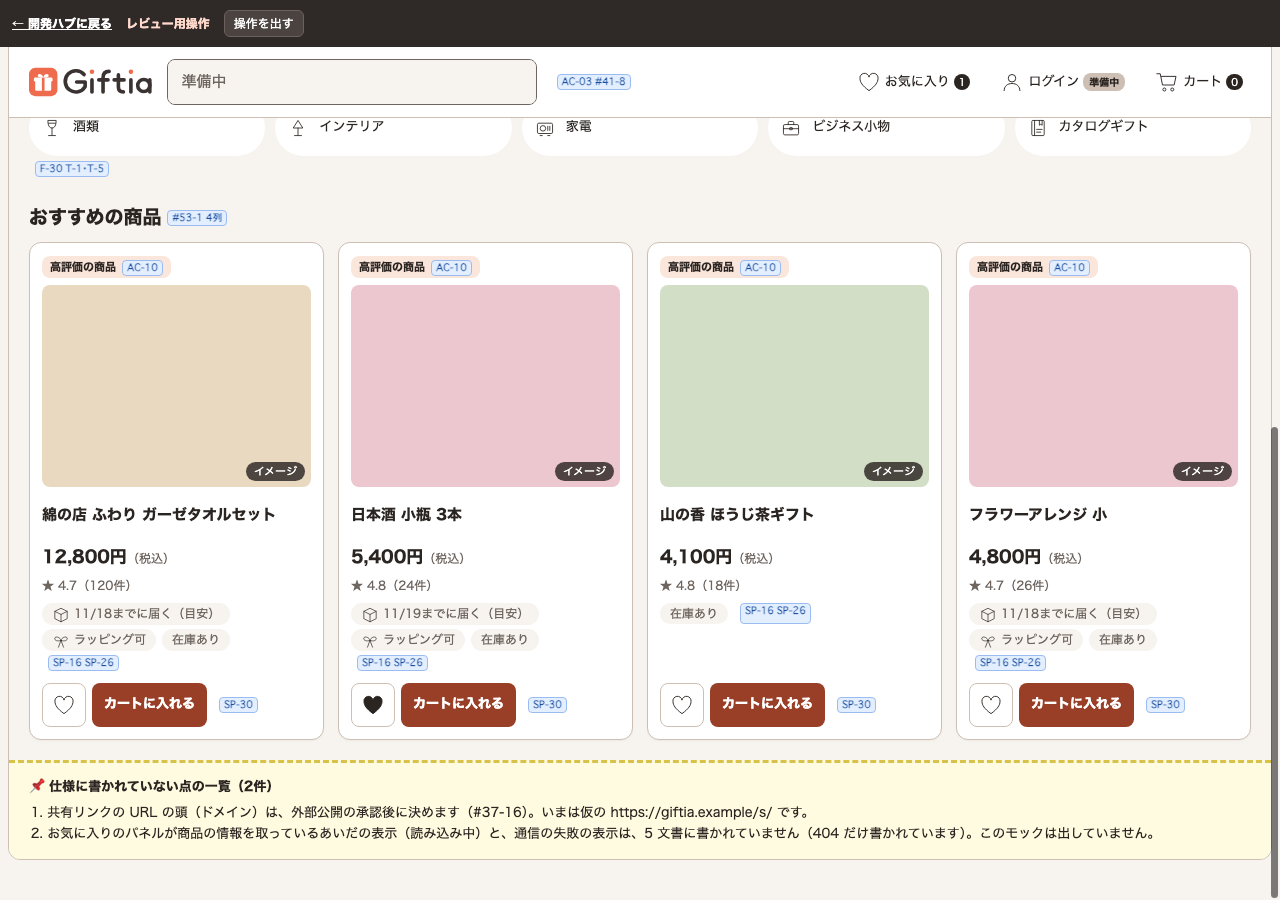 ← 開発ハブに戻る レビュー用操作 操作を出す
Giftia 準備中 AC-03 #41-8 お気に入り 1 ログイン 準備中 カート 0
酒類 インテリア 家電 ビジネス小物 カタログギフト
F-30 T-1・T-5
おすすめの商品 #53-1 4列
高評価の商品 AC-10 高評価の商品 AC-10 高評価の商品 AC-10 高評価の商品 AC-10
イメージ イメージ イメージ イメージ
綿の店 ふわり ガーゼタオルセット 日本酒 小瓶 3本 山の香 ほうじ茶ギフト フラワーアレンジ 小
12,800円（税込） 5,400円（税込） 4,100円（税込） 4,800円（税込）
★ 4.7（120件） ★ 4.8（24件） ★ 4.8（18件） ★ 4.7（26件）
11/18までに届く（目安） 11/19までに届く（目安） 在庫あり SP-16 SP-26 11/18までに届く（目安）
ラッピング可 在庫あり ラッピング可 在庫あり ラッピング可 在庫あり
SP-16 SP-26 SP-16 SP-26 SP-16 SP-26
カートに入れる SP-30 カートに入れる SP-30 カートに入れる SP-30 カートに入れる SP-30
📌 仕様に書かれていない点の一覧（2件）
1. 共有リンクの URL の頭（ドメイン）は、外部公開の承認後に決めます（#37-16）。いまは仮の https://giftia.example/s/ です。
2. お気に入りのパネルが商品の情報を取っているあいだの表示（読み込み中）と、通信の失敗の表示は、5 文書に書かれていません（404 だけ書かれています）。このモックは出していません。